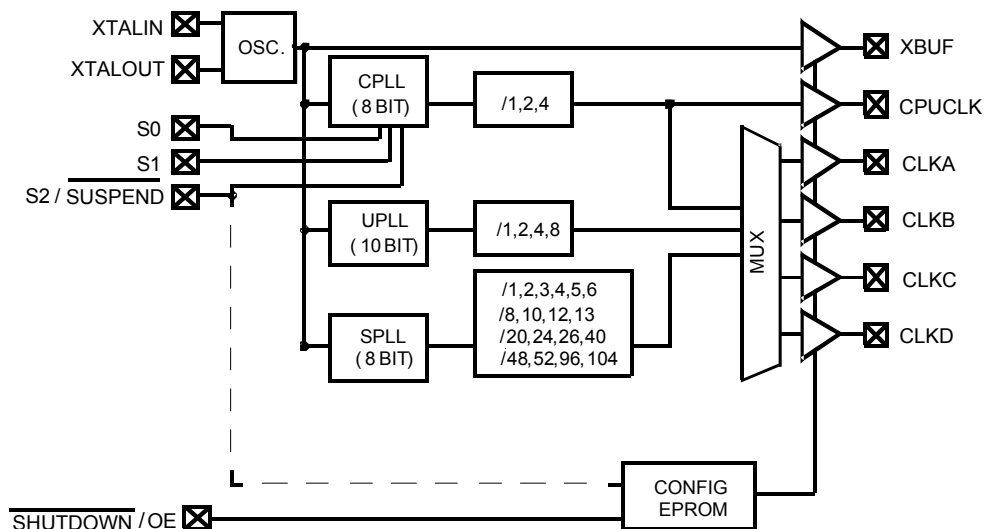 XTALIN
XTALOUT
OSC.
XBUF
CPLL
(8 BIT)
/1,2,4
CPUCLK
S0
S1
S2 / SUSPEND
CLKA
UPLL
(10 BIT)
/1,2,4,8
MUX
CLKB
CLKC
SPLL
(8 BIT)
/1,2,3,4,5,6
/8,10,12,13
/20,24,26,40
/48,52,96,104
CLKD
CONFIG
EPROM
SHUTDOWN / OE